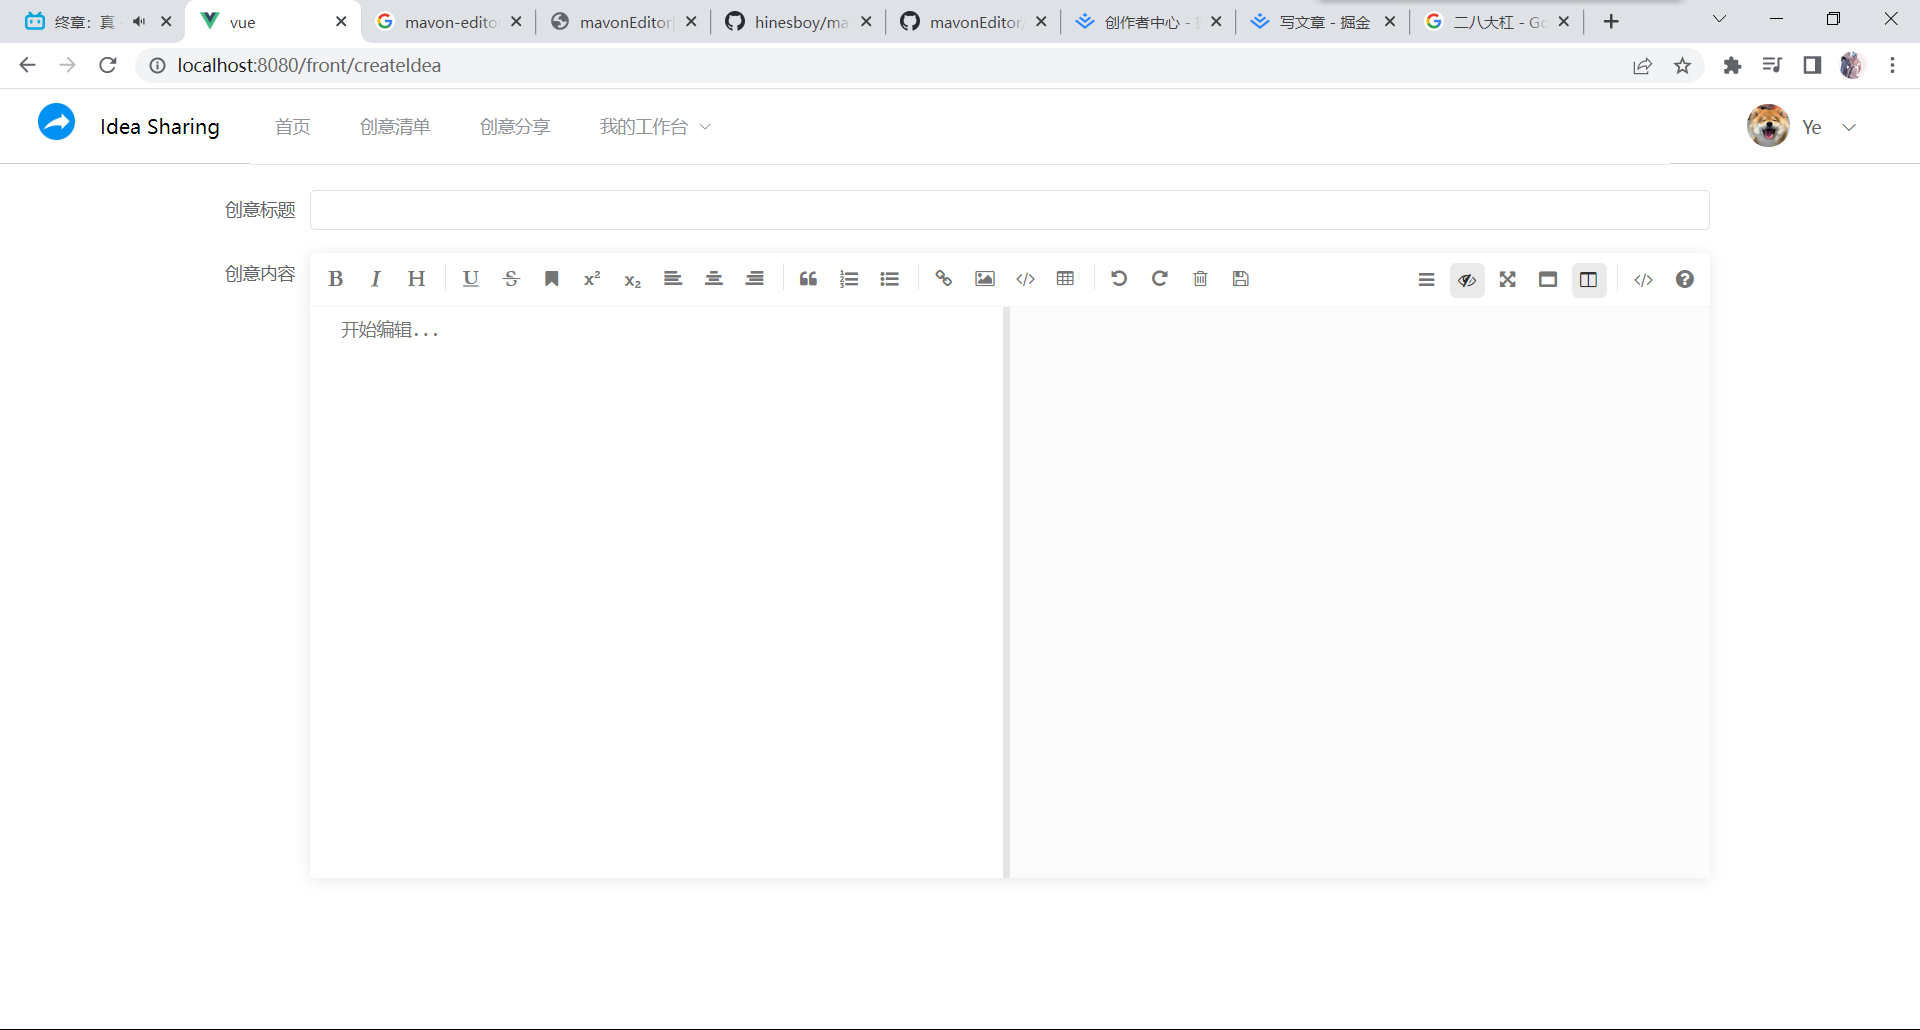 终章：真
vue
mavon-edito
mavonEditor
hinesboy/ma
mavonEditor/
创作者中心 -
写文章 - 掘金
二八大杠 - Go
localhost:8080/front/createIdea
Idea Sharing 首页 创意清单 创意分享 我的工作台 Ye
创意标题
创意内容
B I H U S x² x₂
开始编辑...